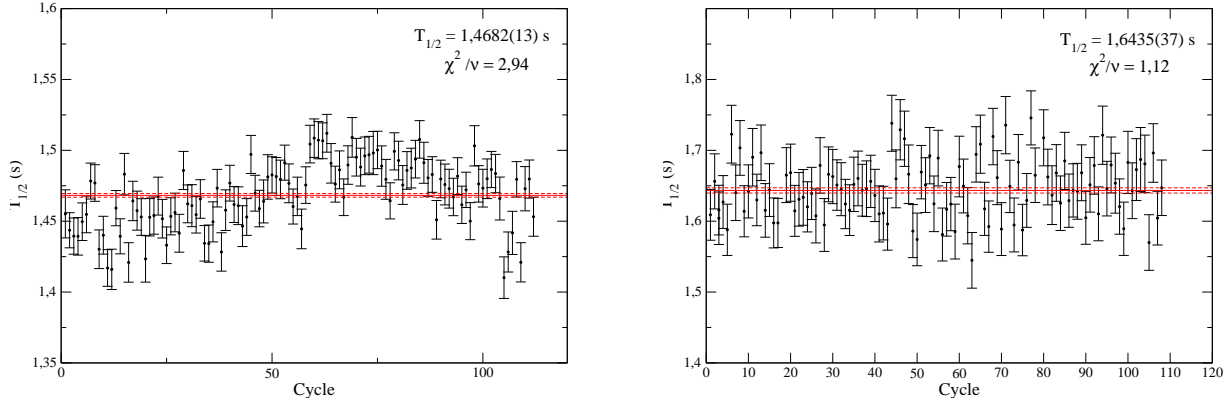 1,6
1,55
1,5
1,45
1,4
1,35
T1/2 (s)
T1/2 = 1,4682(13) s
χ2/ν = 2,94
0 50 100
Cycle
1,8
1,7
1,6
1,5
1,4
T1/2 (s)
T1/2 = 1,6435(37) s
χ2/ν = 1,12
0 10 20 30 40 50 60 70 80 90 100 110 120
Cycle